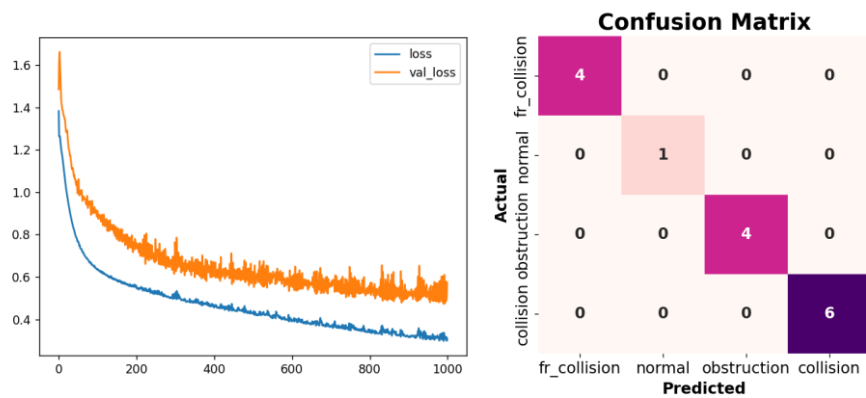 1.6
1.4
1.2
1.0
0.8
0.6
0.4
0
200
400
600
800
1000
loss
val_loss
Confusion Matrix
Actual
fr_collision
normal
obstruction
collision
4 0 0 0
0 1 0 0
0 0 4 0
0 0 0 6
fr_collision normal obstruction collision
Predicted